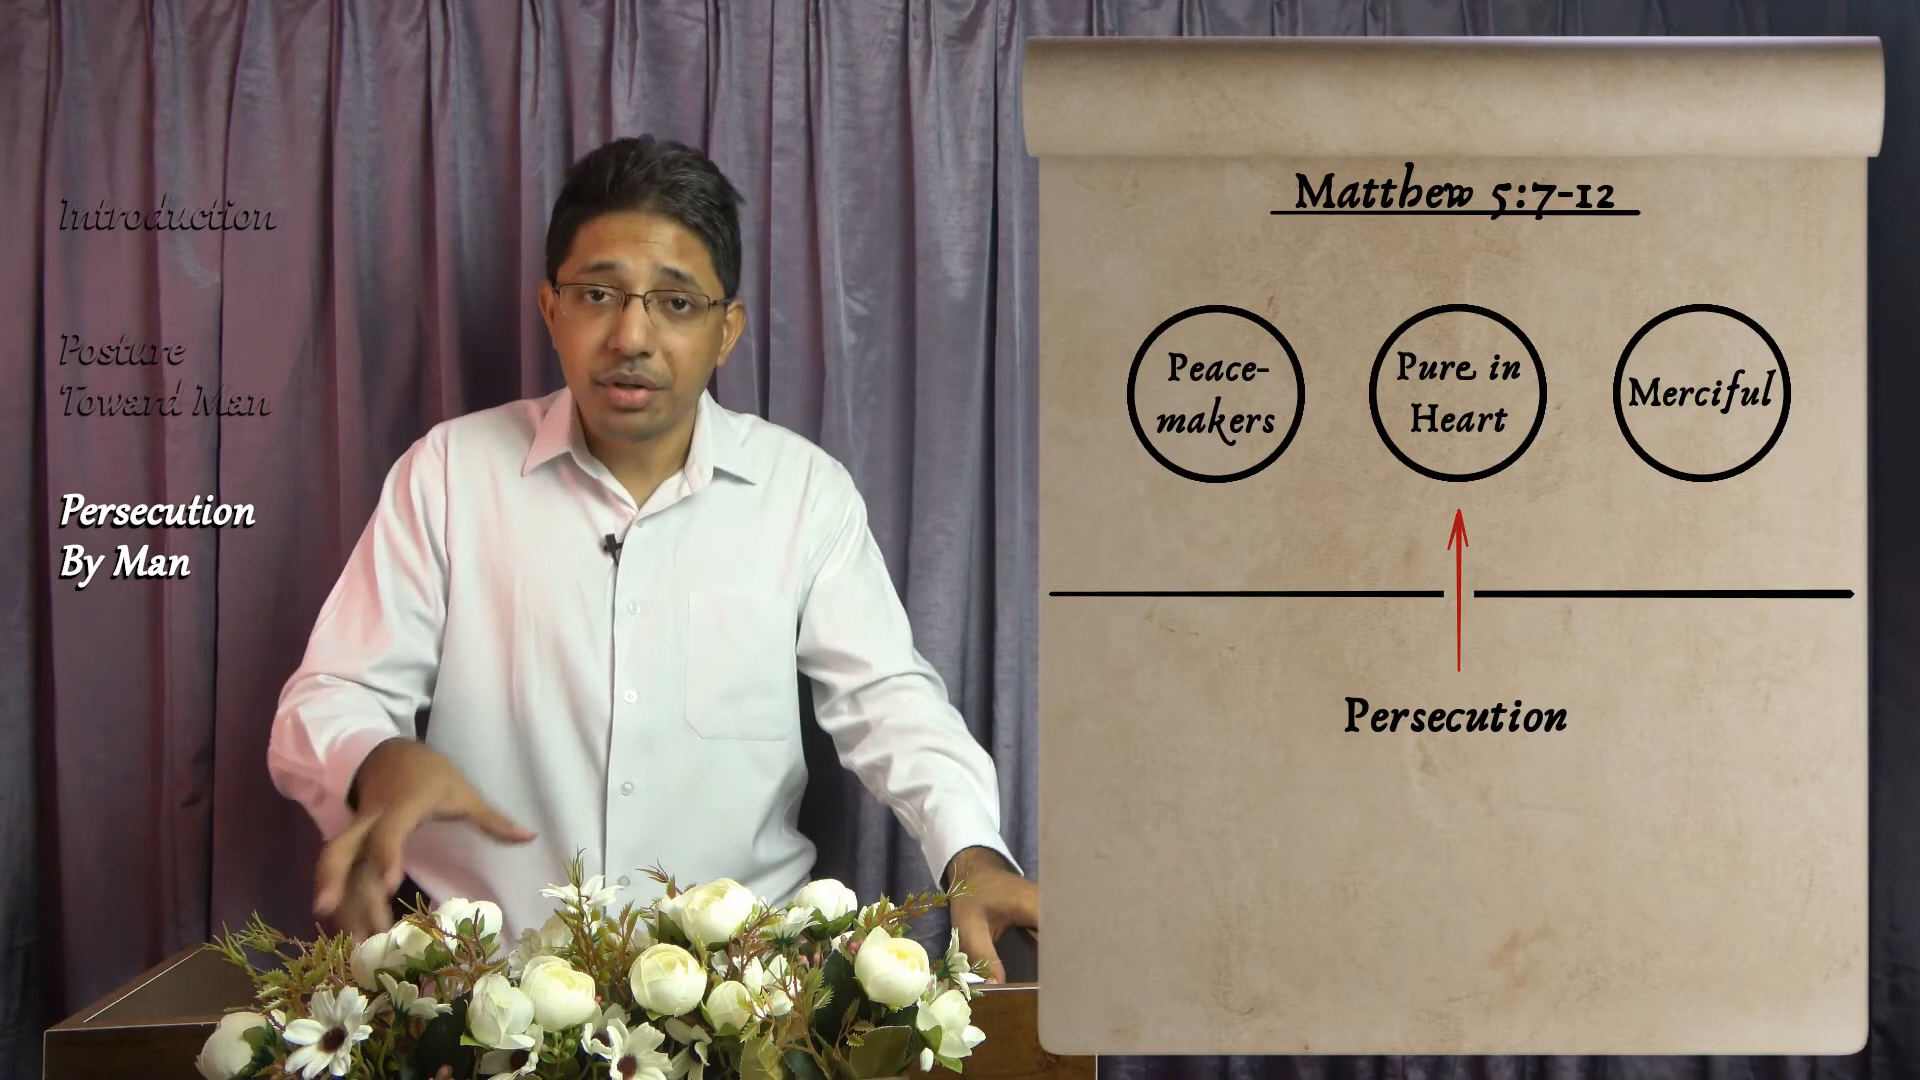 Introduction
Posture
Toward Man
Persecution
By Man
Matthew 5:7-12
Peace-
makers
Pure in
Heart
Merciful
Persecution